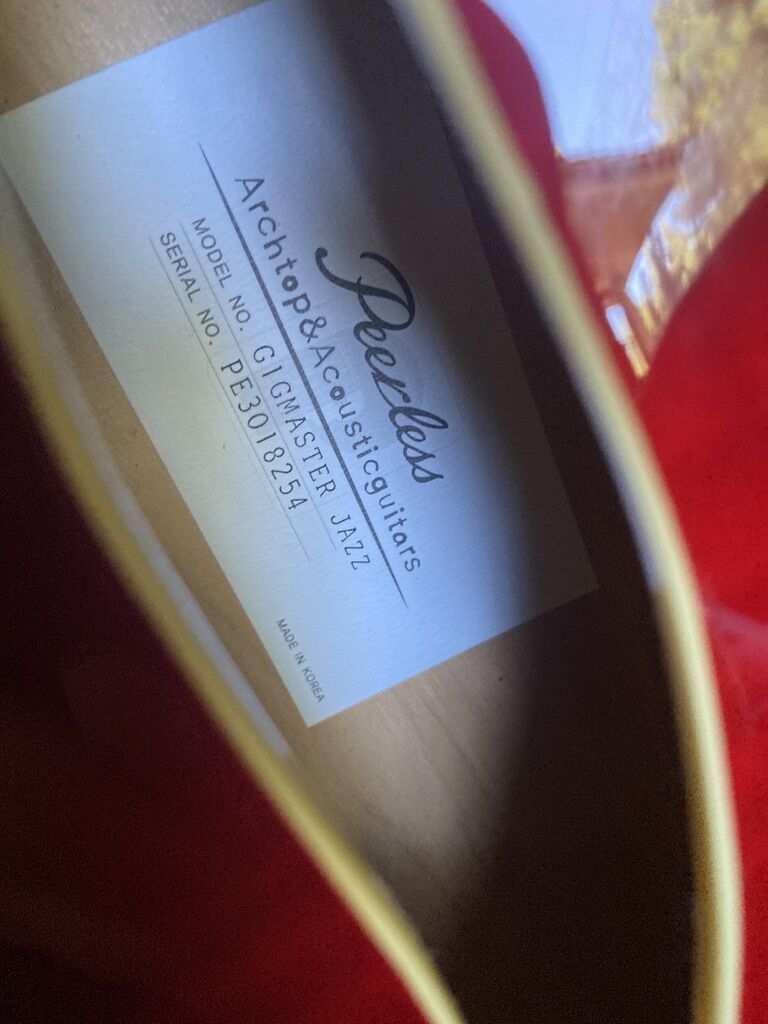 Peerless
Archtop&Acousticguitars
MODEL NO. GIGMASTER JAZZ
SERIAL NO. PE3018254
MADE IN KOREA